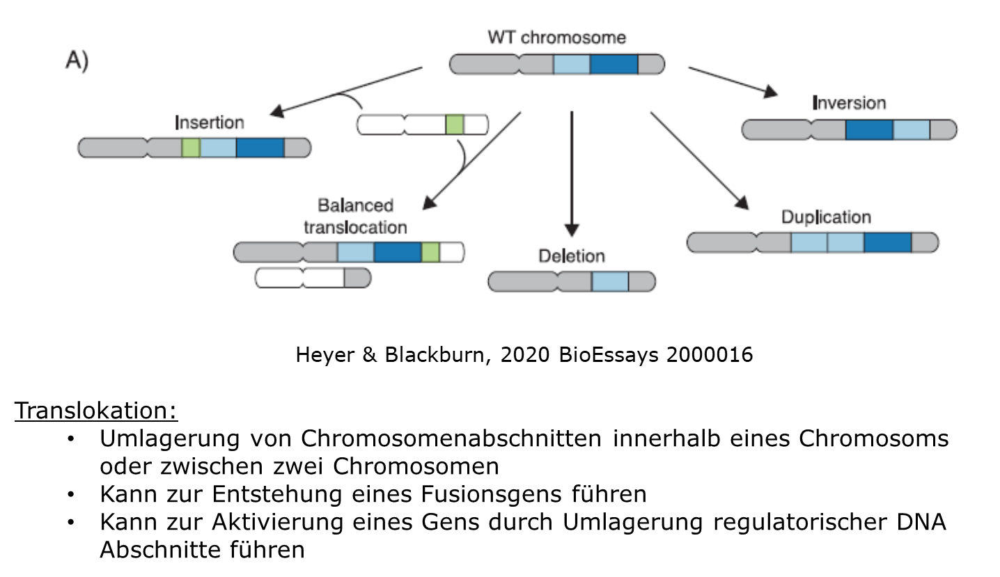 WT chromosome
A)
Inversion
Insertion
Balanced
translocation
Duplication
Deletion
Heyer & Blackburn, 2020 BioEssays 2000016
Translokation:
• Umlagerung von Chromosomenabschnitten innerhalb eines Chromosoms
oder zwischen zwei Chromosomen
• Kann zur Entstehung eines Fusionsgens führen
• Kann zur Aktivierung eines Gens durch Umlagerung regulatorischer DNA
Abschnitte führen